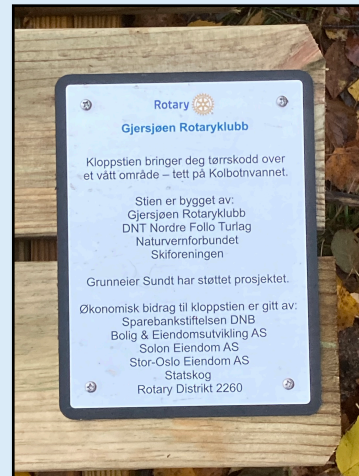 Rotary
Gjersjøen Rotaryklubb
Kloppstien bringer deg tørrskodd over
et vått område – tett på Kolbotnvannet.
Stien er bygget av:
Gjersjøen Rotaryklubb
DNT Nordre Follo Turlag
Naturvernforbundet
Skiforeningen
Grunneier Sundt har støttet prosjektet.
Økonomisk bidrag til kloppstien er gitt av:
Sparebankstiftelsen DNB
Bolig & Eiendomsutvikling AS
Solon Eiendom AS
Stor-Oslo Eiendom AS
Statskog
Rotary Distrikt 2260